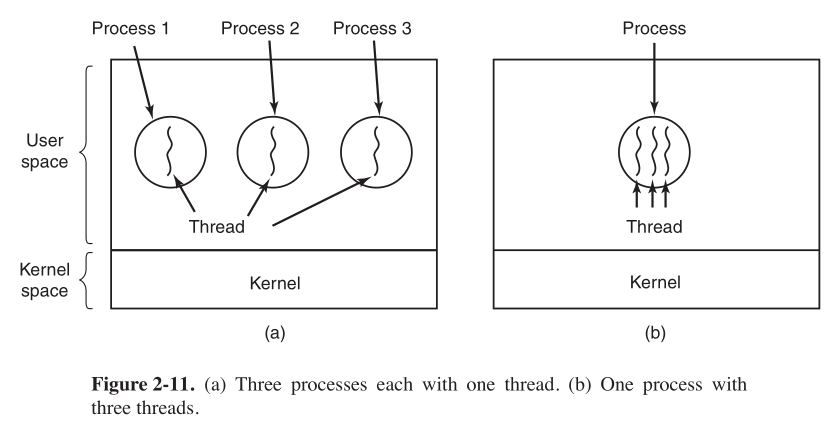 Process 1
Process 2
Process 3
Process
User
space
Thread
Thread
Kernel
space
Kernel
Kernel
(a)
(b)
Figure 2-11. (a) Three processes each with one thread. (b) One process with
three threads.